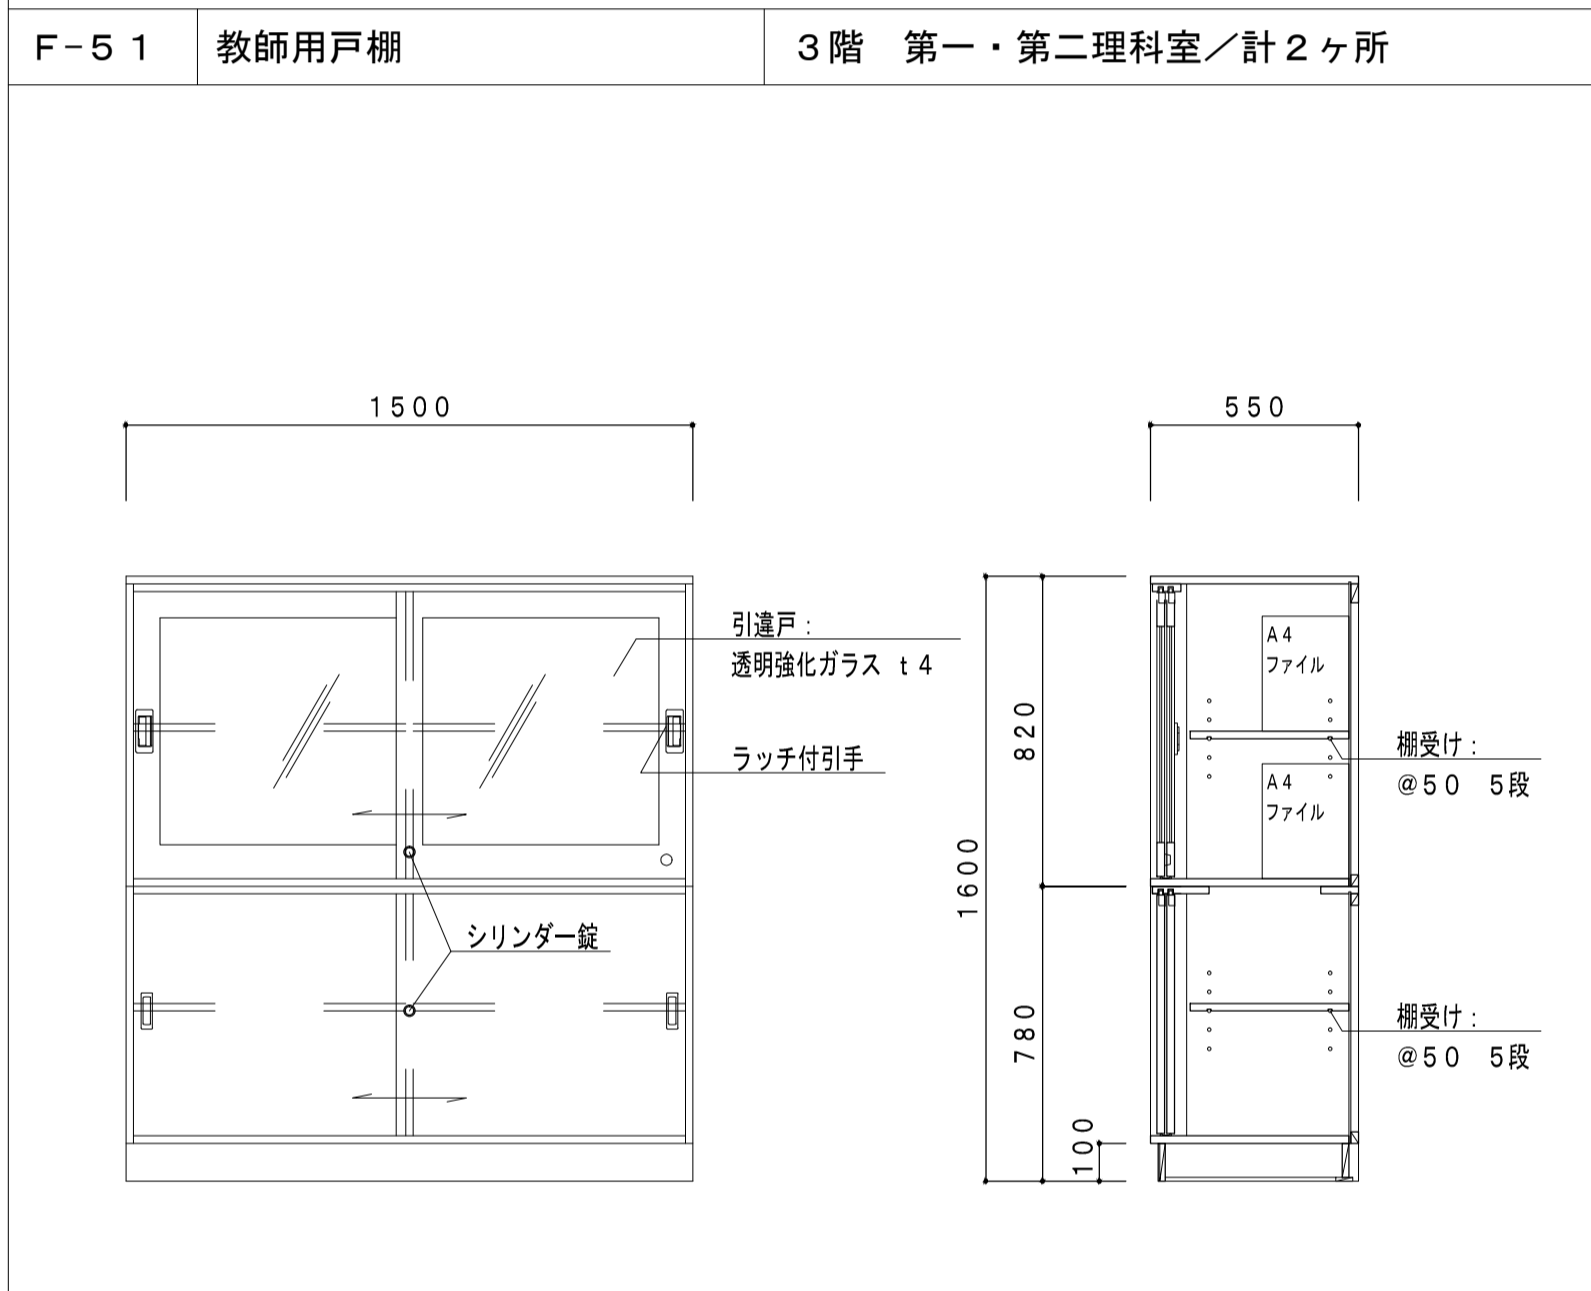 F-51
教師用戸棚
3階　第一・第二理科室／計2ヶ所
1500
550
引違戸：
透明強化ガラス t4
ラッチ付引手
シリンダー錠
1600
820
780
100
A4
ファイル
A4
ファイル
棚受け：
@50　5段
棚受け：
@50　5段